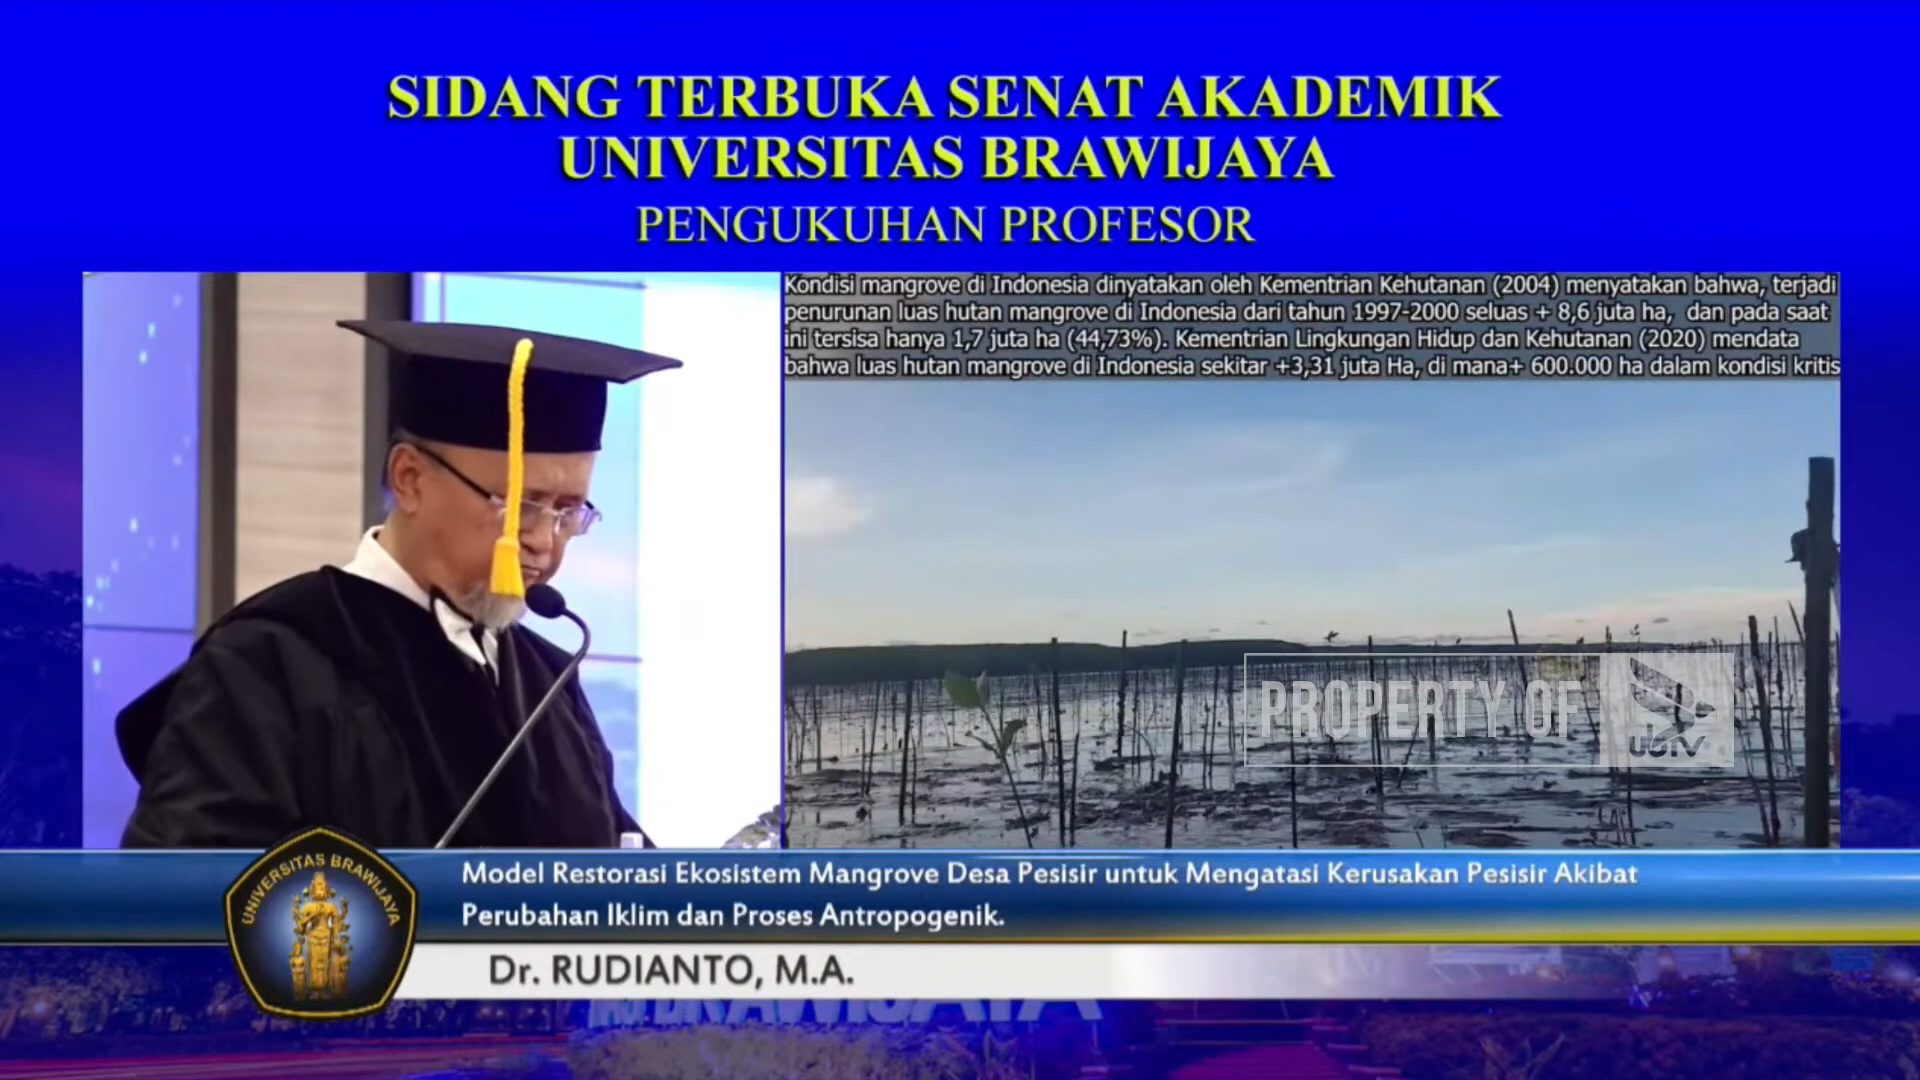 SIDANG TERBUKA SENAT AKADEMIK
UNIVERSITAS BRAWIJAYA
PENGUKUHAN PROFESOR
Kondisi mangrove di Indonesia dinyatakan oleh Kementrian Kehutanan (2004) menyatakan bahwa, terjadi
penurunan luas hutan mangrove di Indonesia dari tahun 1997-2000 seluas + 8,6 juta ha, dan pada saat
ini tersisa hanya 1,7 juta ha (44,73%). Kementrian Lingkungan Hidup dan Kehutanan (2020) mendata
bahwa luas hutan mangrove di Indonesia sekitar +3,31 juta Ha, di mana+ 600.000 ha dalam kondisi kritis
PROPERTY OF
UBTV
UNIVERSITAS BRAWIJAYA
Model Restorasi Ekosistem Mangrove Desa Pesisir untuk Mengatasi Kerusakan Pesisir Akibat
Perubahan Iklim dan Proses Antropogenik.
Dr. RUDIANTO, M.A.